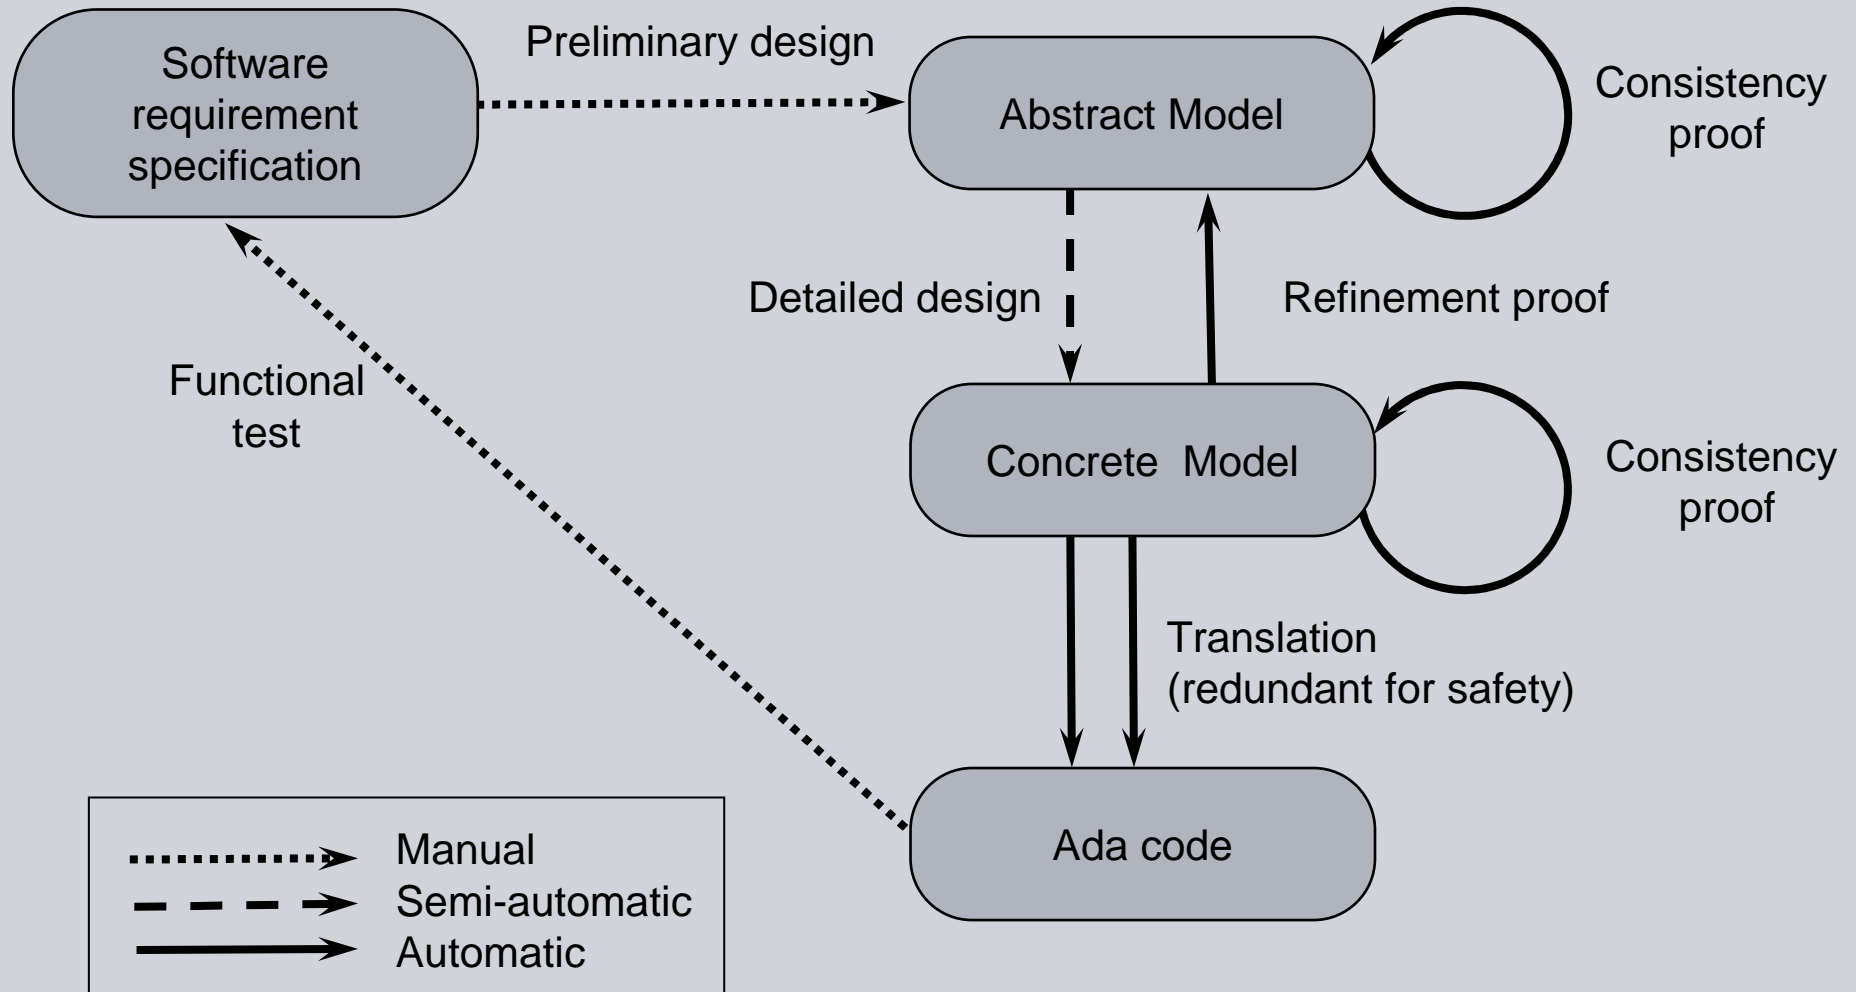 Software
requirement
specification
Preliminary design
Abstract Model
Consistency
proof
Detailed design
Refinement proof
Functional
test
Concrete  Model
Consistency
proof
Translation
(redundant for safety)
Ada code
Manual
Semi-automatic
Automatic